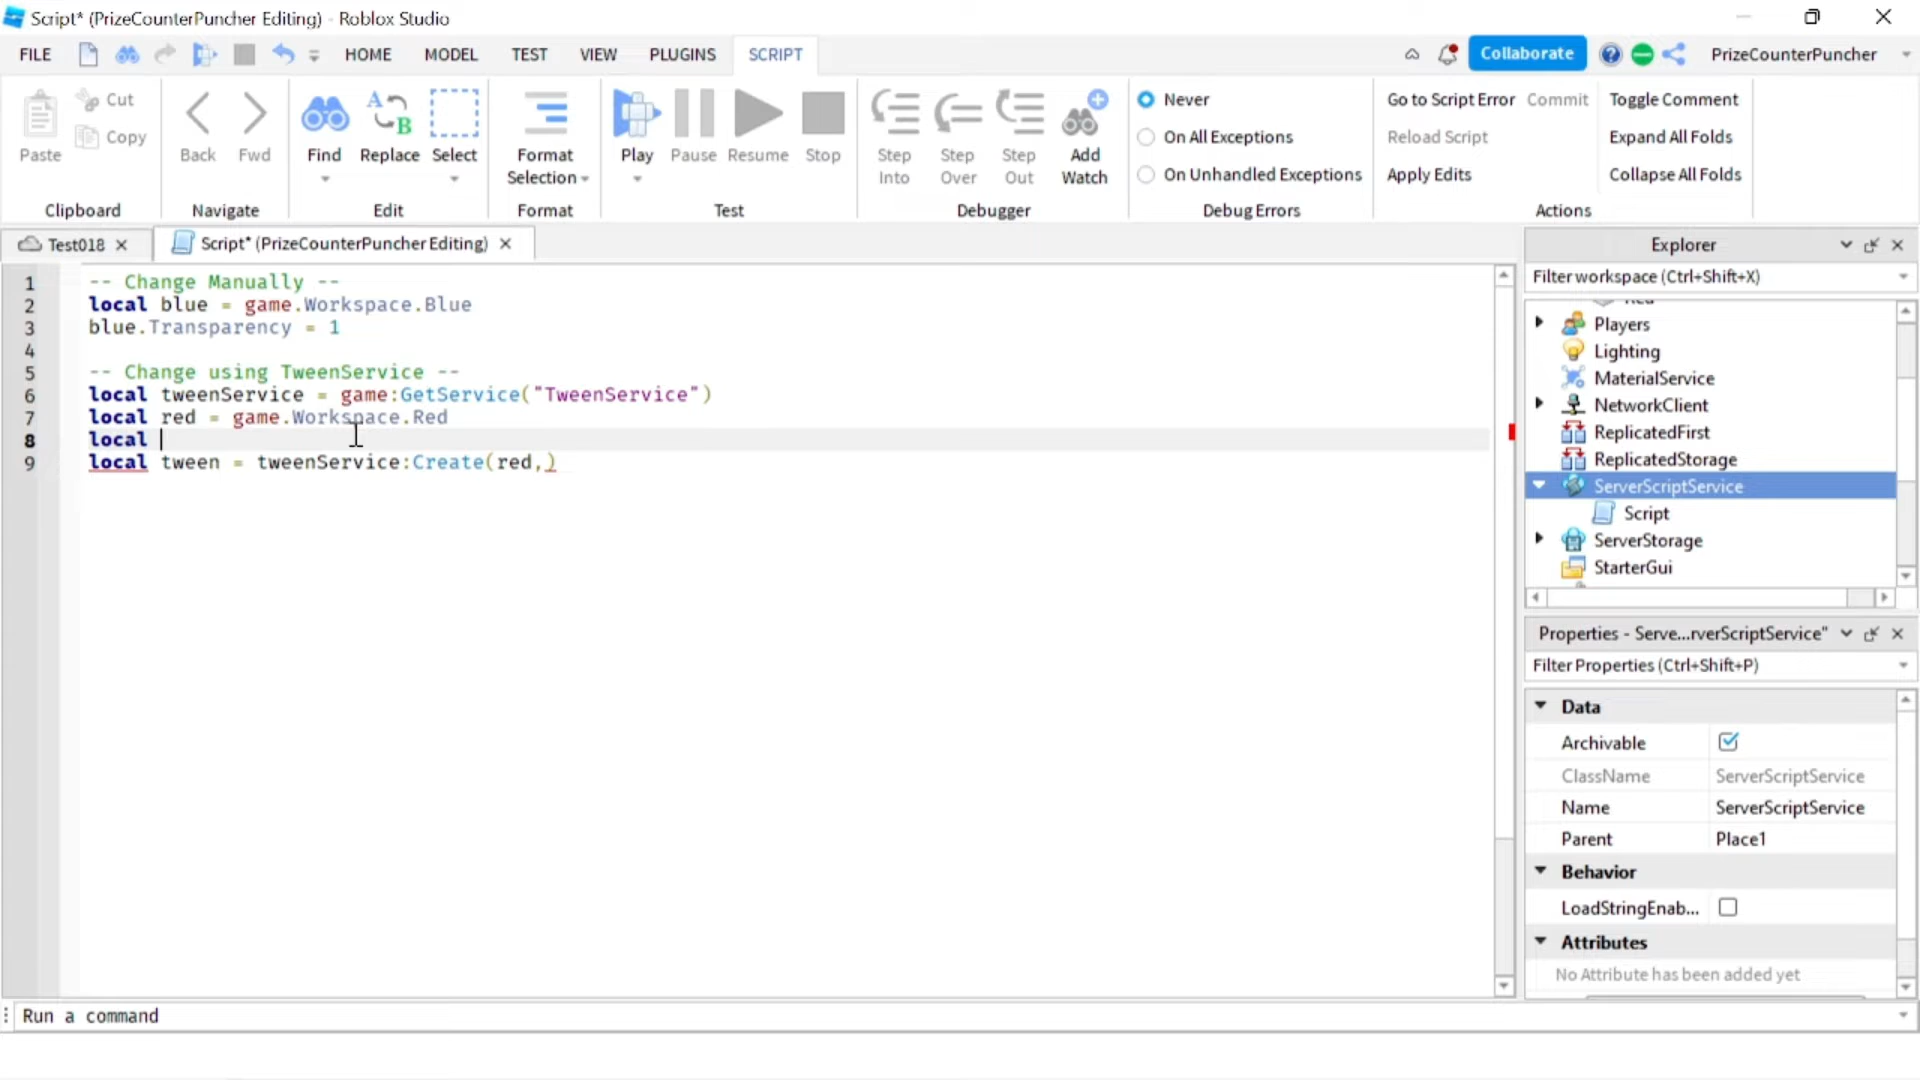 Script* (PrizeCounterPuncher Editing) - Roblox Studio
FILE HOME MODEL TEST VIEW PLUGINS SCRIPT Collaborate PrizeCounterPuncher
Paste Cut Copy
Clipboard
Back Fwd
Navigate
Find Replace Select
Edit
Format Selection
Format
Play Pause Resume Stop
Test
Step Into Step Over Step Out Add Watch
Debugger
Never
On All Exceptions
On Unhandled Exceptions
Debug Errors
Go to Script Error Commit Toggle Comment
Reload Script Expand All Folds
Apply Edits Collapse All Folds
Actions
Test018 Script* (PrizeCounterPuncher Editing)
1 -- Change Manually --
2 local blue = game.Workspace.Blue
3 blue.Transparency = 1
4
5 -- Change using TweenService --
6 local tweenService = game:GetService("TweenService")
7 local red = game.Workspace.Red
8 local
9 local tween = tweenService:Create(red,)
Explorer
Filter workspace (Ctrl+Shift+X)
Red
Players
Lighting
MaterialService
NetworkClient
ReplicatedFirst
ReplicatedStorage
ServerScriptService
Script
ServerStorage
StarterGui
Properties - Serve...rverScriptService"
Filter Properties (Ctrl+Shift+P)
Data
Archivable
ClassName ServerScriptService
Name ServerScriptService
Parent Place1
Behavior
LoadStringEnab...
Attributes
No Attribute has been added yet
Run a command